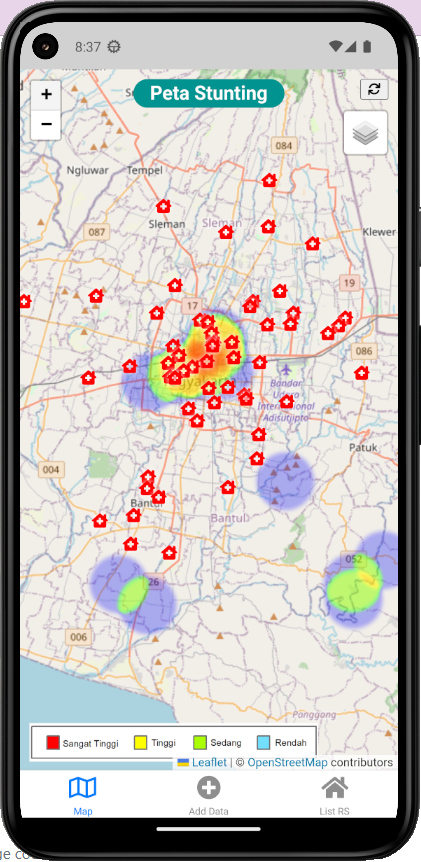 8:37
Peta Stunting
+
−
084
Ngluwar
Tempel
087
Sleman
Sleman
Klewer
19
17
086
Bandar
Udara
Internasional
Adisutjipto
Patuk
004
Bantul
Bantul
052
26
006
Panggang
Sangat Tinggi
Tinggi
Sedang
Rendah
Leaflet | © OpenStreetMap contributors
Map
Add Data
List RS